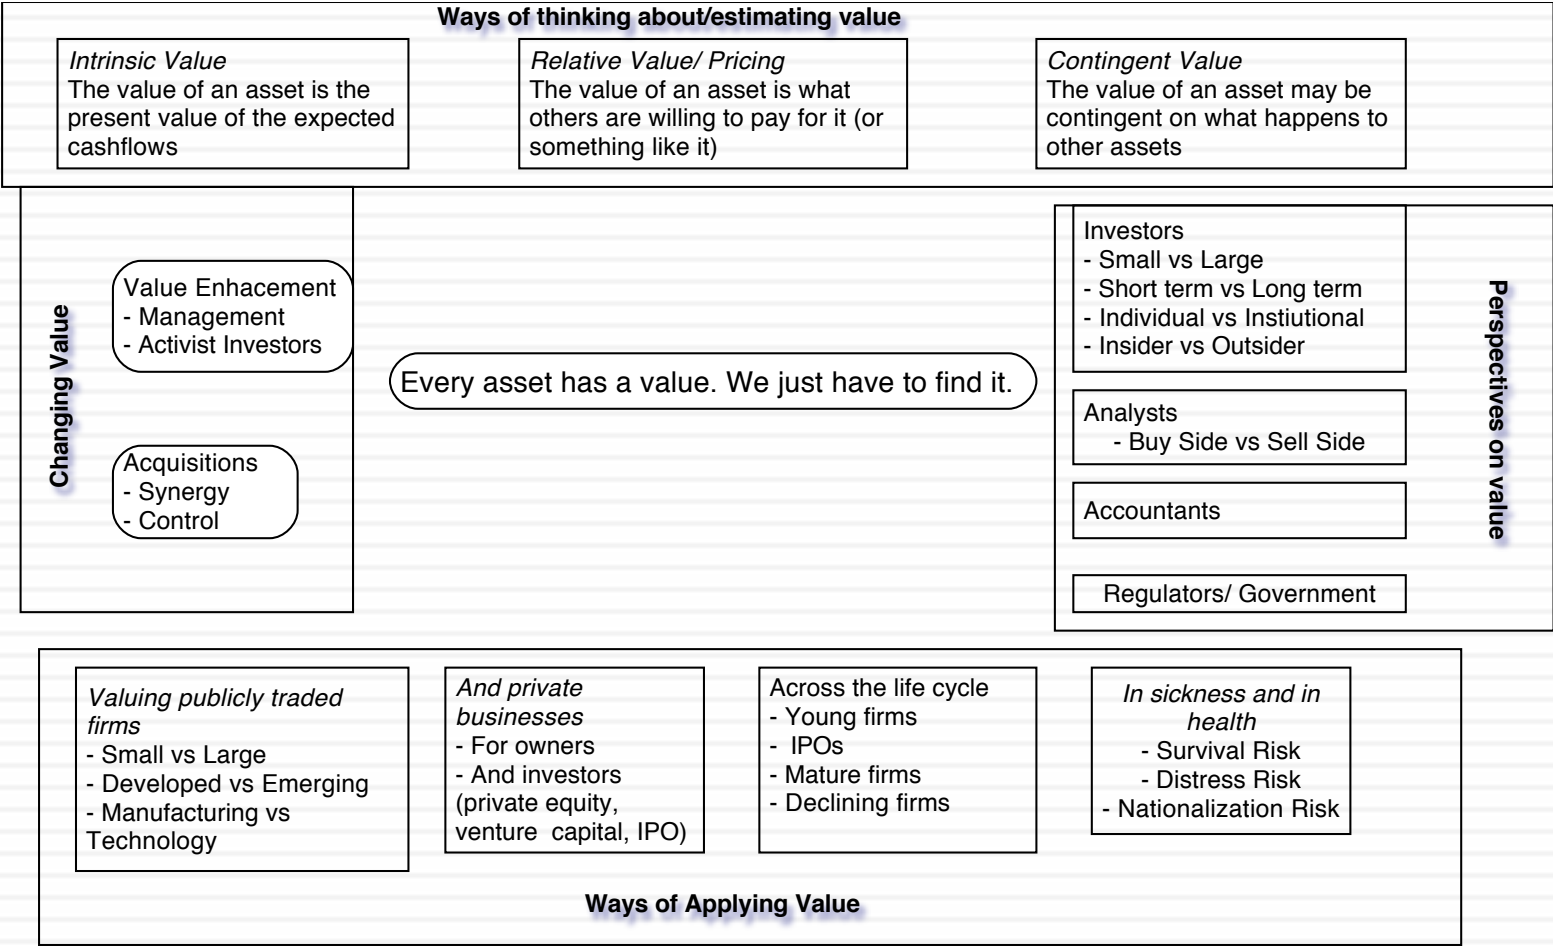 Ways of thinking about/estimating value
Intrinsic Value
The value of an asset is the
present value of the expected
cashflows
Relative Value/ Pricing
The value of an asset is what
others are willing to pay for it (or
something like it)
Contingent Value
The value of an asset may be
contingent on what happens to
other assets
Changing Value
Value Enhacement
- Management
- Activist Investors
Acquisitions
- Synergy
- Control
Every asset has a value. We just have to find it.
Investors
- Small vs Large
- Short term vs Long term
- Individual vs Instiutional
- Insider vs Outsider
Analysts
- Buy Side vs Sell Side
Accountants
Regulators/ Government
Perspectives on value
Valuing publicly traded
firms
- Small vs Large
- Developed vs Emerging
- Manufacturing vs
Technology
And private
businesses
- For owners
- And investors
(private equity,
venture capital, IPO)
Across the life cycle
- Young firms
- IPOs
- Mature firms
- Declining firms
In sickness and in
health
- Survival Risk
- Distress Risk
- Nationalization Risk
Ways of Applying Value